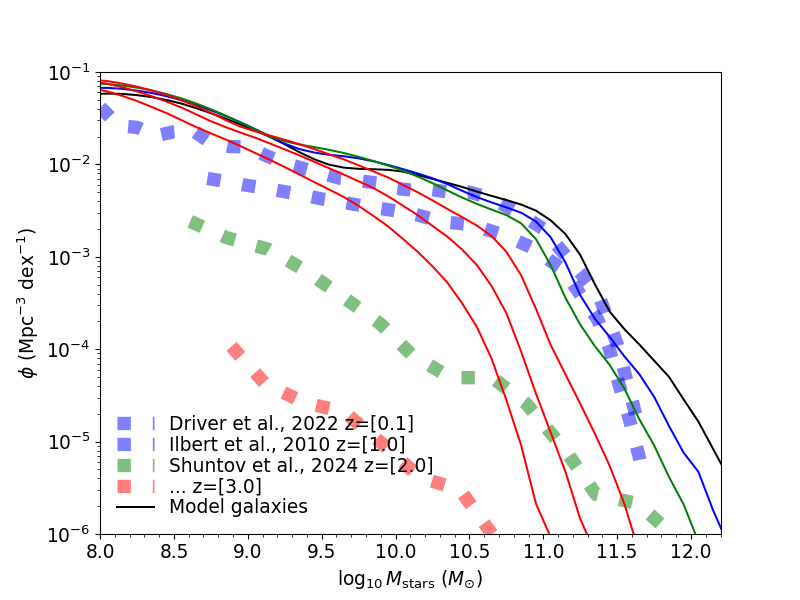 10⁻¹
10⁻²
10⁻³
10⁻⁴
10⁻⁵
10⁻⁶
ϕ (Mpc⁻³ dex⁻¹)
Driver et al., 2022 z=[0.1]
Ilbert et al., 2010 z=[1.0]
Shuntov et al., 2024 z=[2.0]
... z=[3.0]
Model galaxies
8.0 8.5 9.0 9.5 10.0 10.5 11.0 11.5 12.0
log₁₀ M_stars (M_⊙)